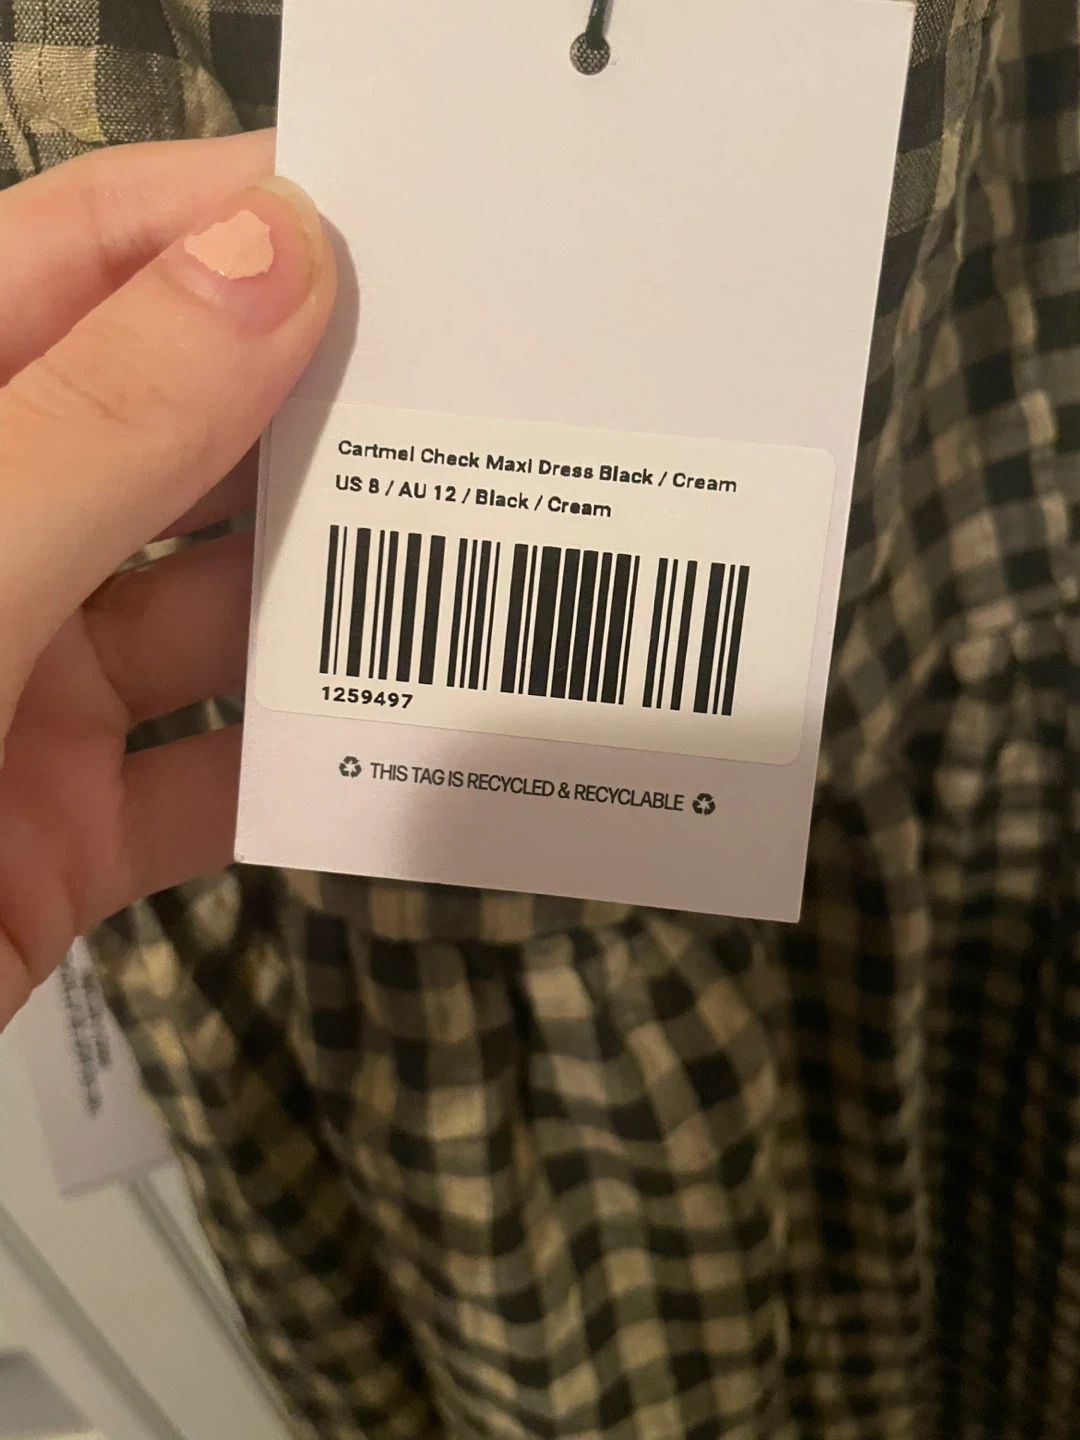 Cartmel Check Maxi Dress Black / Cream
US 8 / AU 12 / Black / Cream
1259497
♻ THIS TAG IS RECYCLED & RECYCLABLE ♻